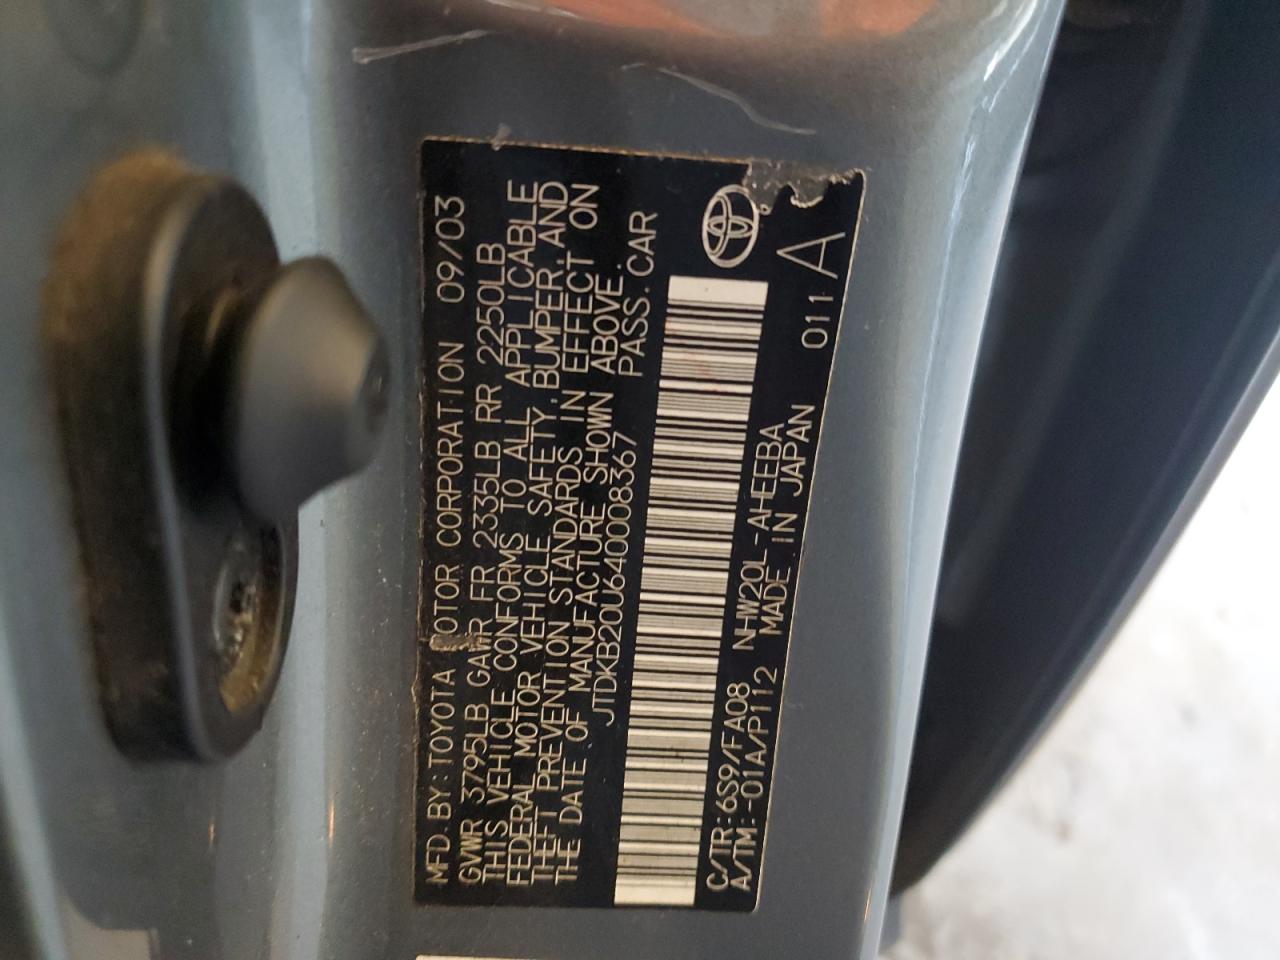 MFD.BY:TOYOTA MOTOR CORPORATION 09/03
GVWR 3795LB GAWR FR 2335LB RR 2250LB
THIS VEHICLE CONFORMS TO ALL APPLICABLE
FEDERAL MOTOR VEHICLE SAFETY, BUMPER, AND
THEFT PREVENTION STANDARDS IN EFFECT ON
THE DATE OF MANUFACTURE SHOWN ABOVE.
JTDKB20U640008367 PASS.CAR
C/TR:6S9/FA08 NHW20L-AHEEBA
A/TM:-01A/P112 MADE IN JAPAN 011 A